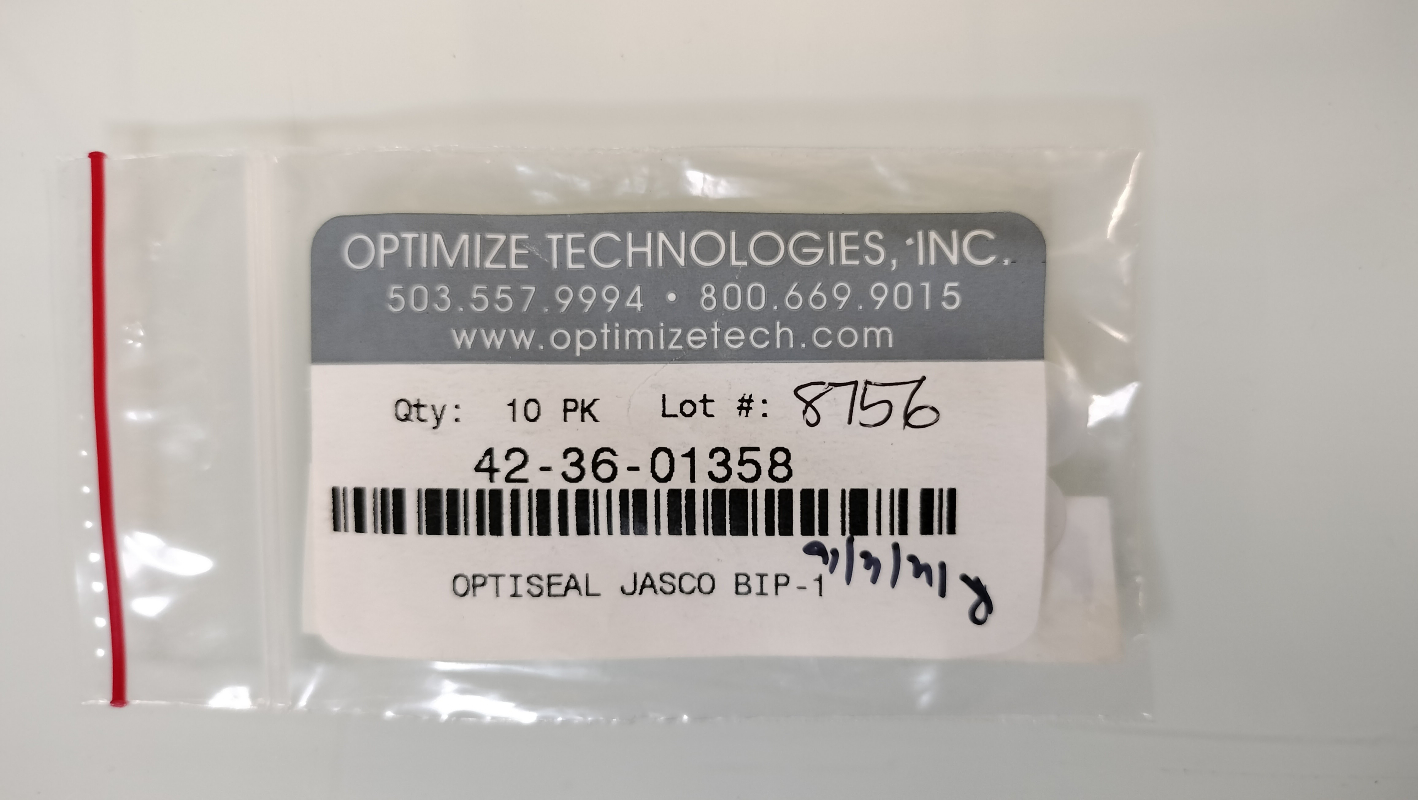 OPTIMIZE TECHNOLOGIES, INC.
503.557.9994 • 800.669.9015
www.optimizetech.com
Qty: 10 PK Lot #: 8756
42-36-01358
OPTISEAL JASCO BIP-1